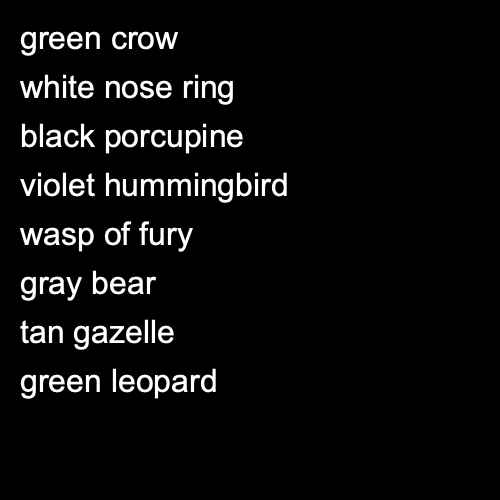 green crow
white nose ring
black porcupine
violet hummingbird
wasp of fury
gray bear
tan gazelle
green leopard